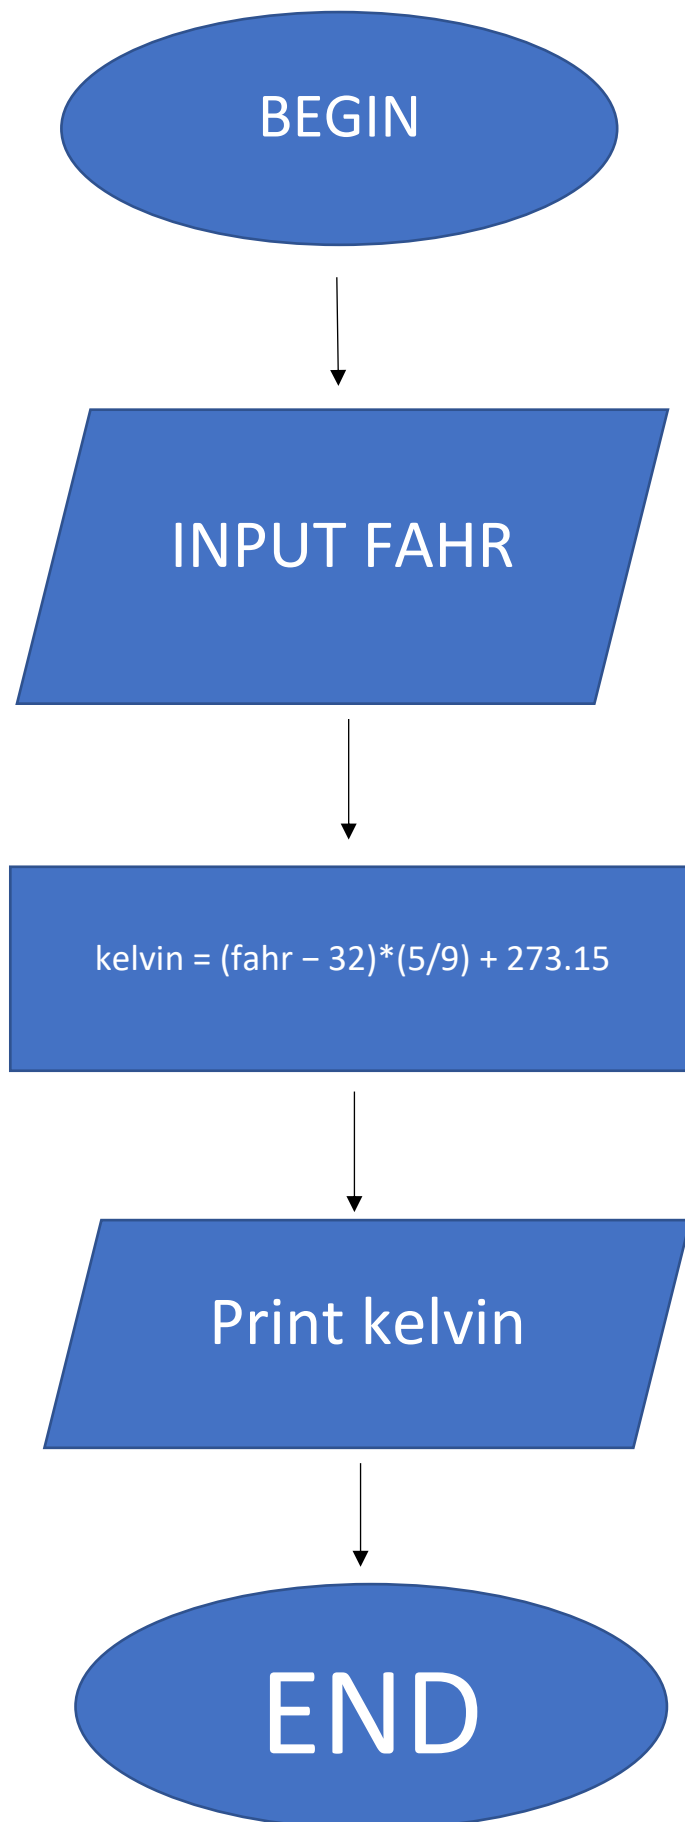 BEGIN
INPUT FAHR
kelvin = (fahr − 32)*(5/9) + 273.15
Print kelvin
END